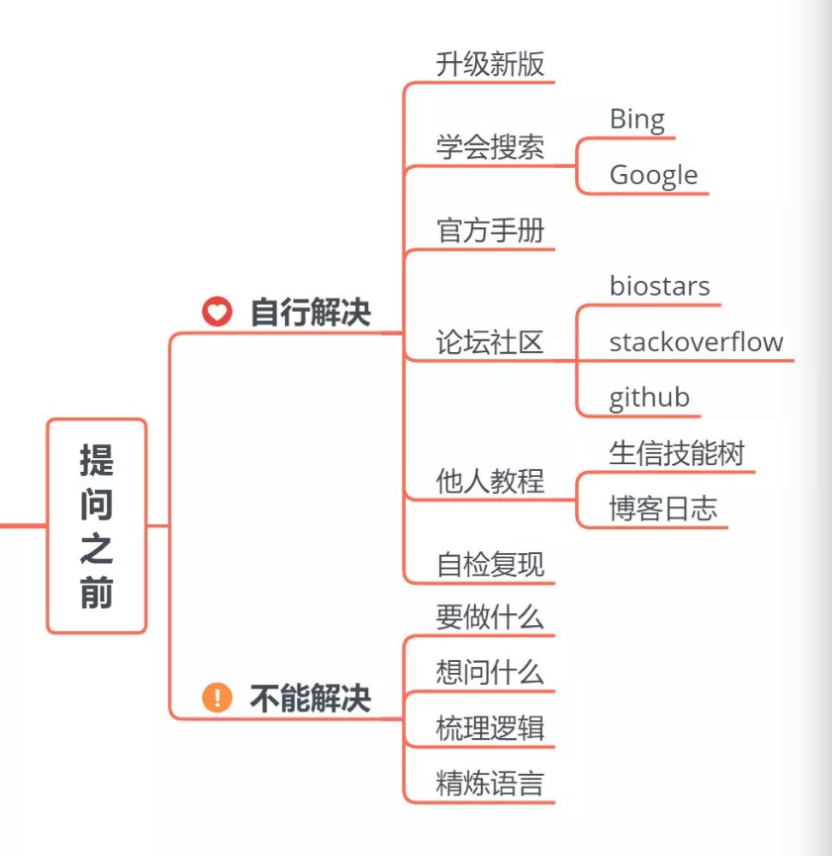 提问之前
自行解决
升级新版
学会搜索
Bing
Google
官方手册
论坛社区
biostars
stackoverflow
github
他人教程
生信技能树
博客日志
自检复现
不能解决
要做什么
想问什么
梳理逻辑
精炼语言